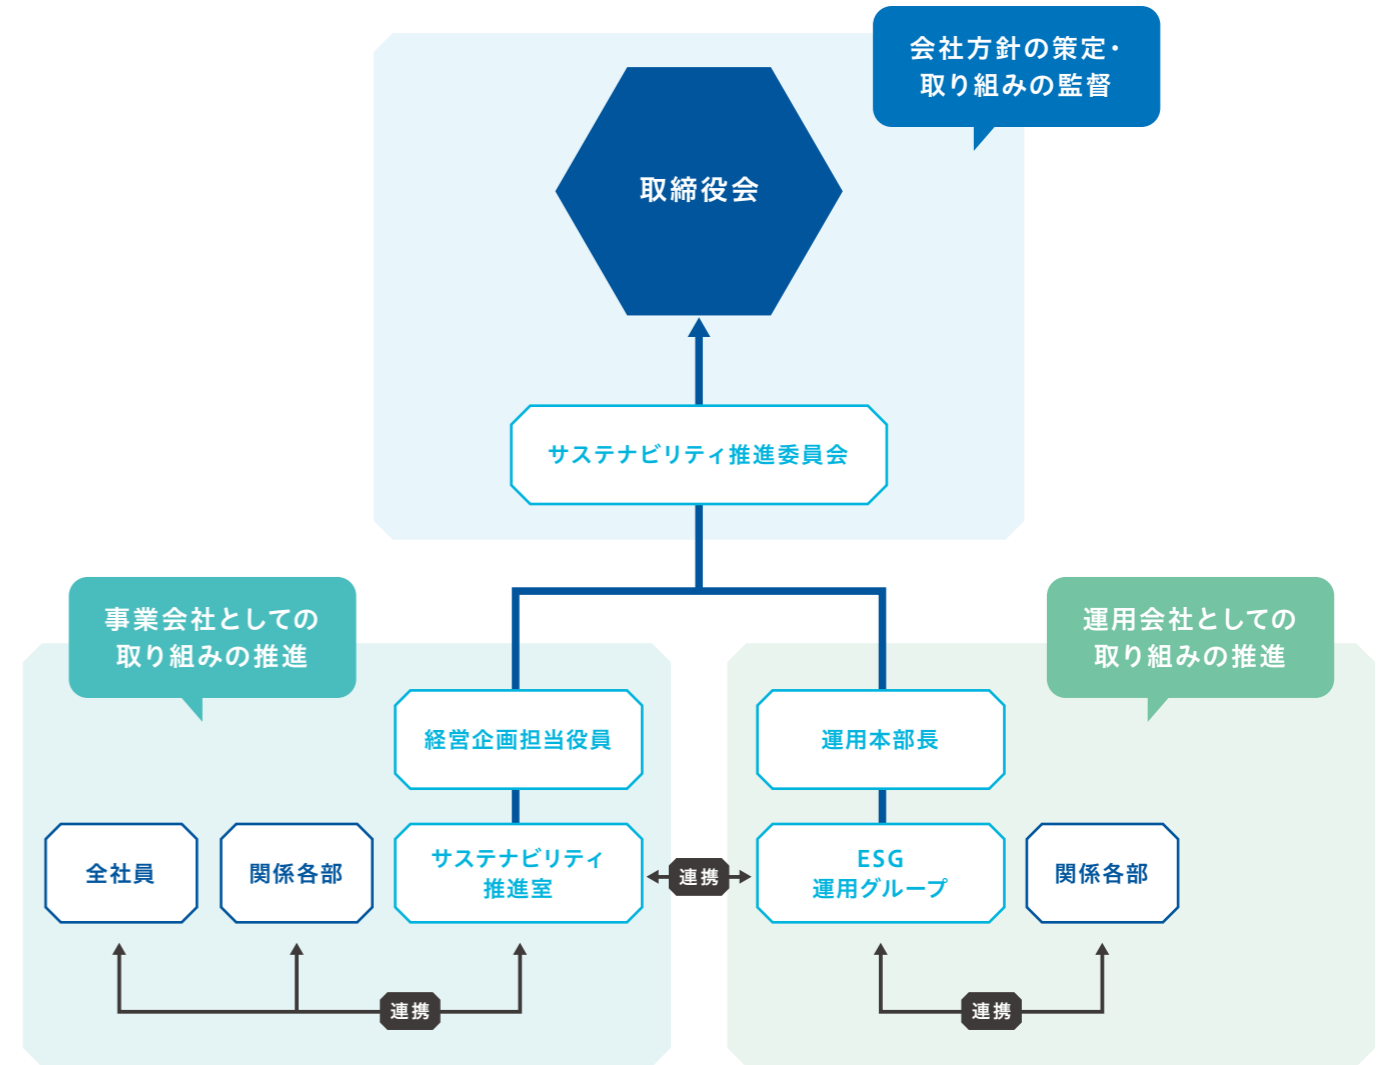 会社方針の策定・
取り組みの監督
取締役会
サステナビリティ推進委員会
事業会社としての
取り組みの推進
運用会社としての
取り組みの推進
経営企画担当役員
運用本部長
全社員
関係各部
サステナビリティ
推進室
連携
ESG
運用グループ
関係各部
連携
連携